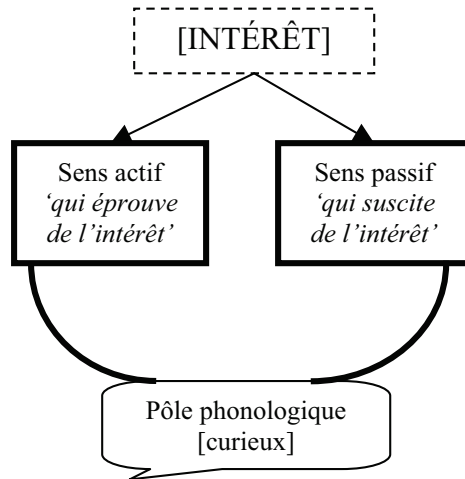 [INTÉRÊT]
Sens actif
‘qui éprouve
de l’intérêt’
Sens passif
‘qui suscite
de l’intérêt’
Pôle phonologique
[curieux]